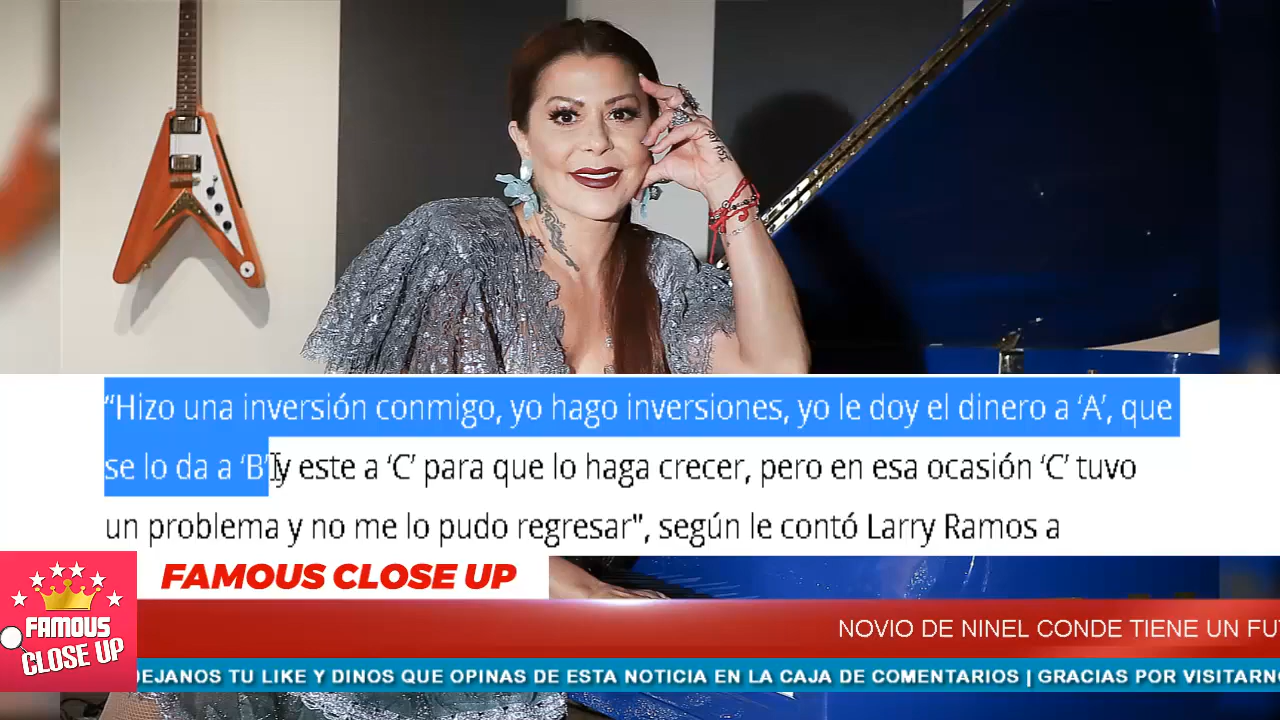 “Hizo una inversión conmigo, yo hago inversiones, yo le doy el dinero a ‘A’, que
se lo da a ‘B’ y este a ‘C’ para que lo haga crecer, pero en esa ocasión ‘C’ tuvo
un problema y no me lo pudo regresar", según le contó Larry Ramos a
FAMOUS CLOSE UP
FAMOUS
CLOSE UP
NOVIO DE NINEL CONDE TIENE UN FU
DEJANOS TU LIKE Y DINOS QUE OPINAS DE ESTA NOTICIA EN LA CAJA DE COMENTARIOS | GRACIAS POR VISITARN